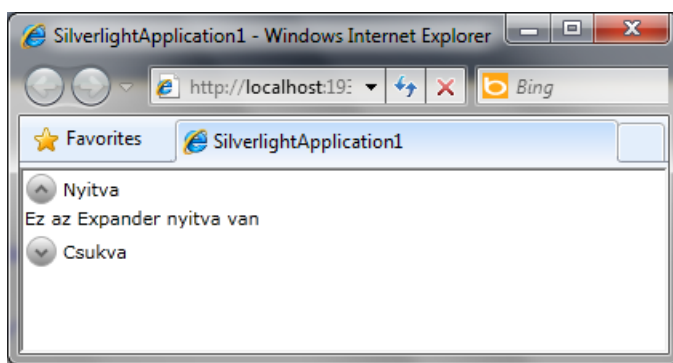 SilverlightApplication1 - Windows Internet Explorer
http://localhost:193
Bing
Favorites
SilverlightApplication1
Nyitva
Ez az Expander nyitva van
Csukva